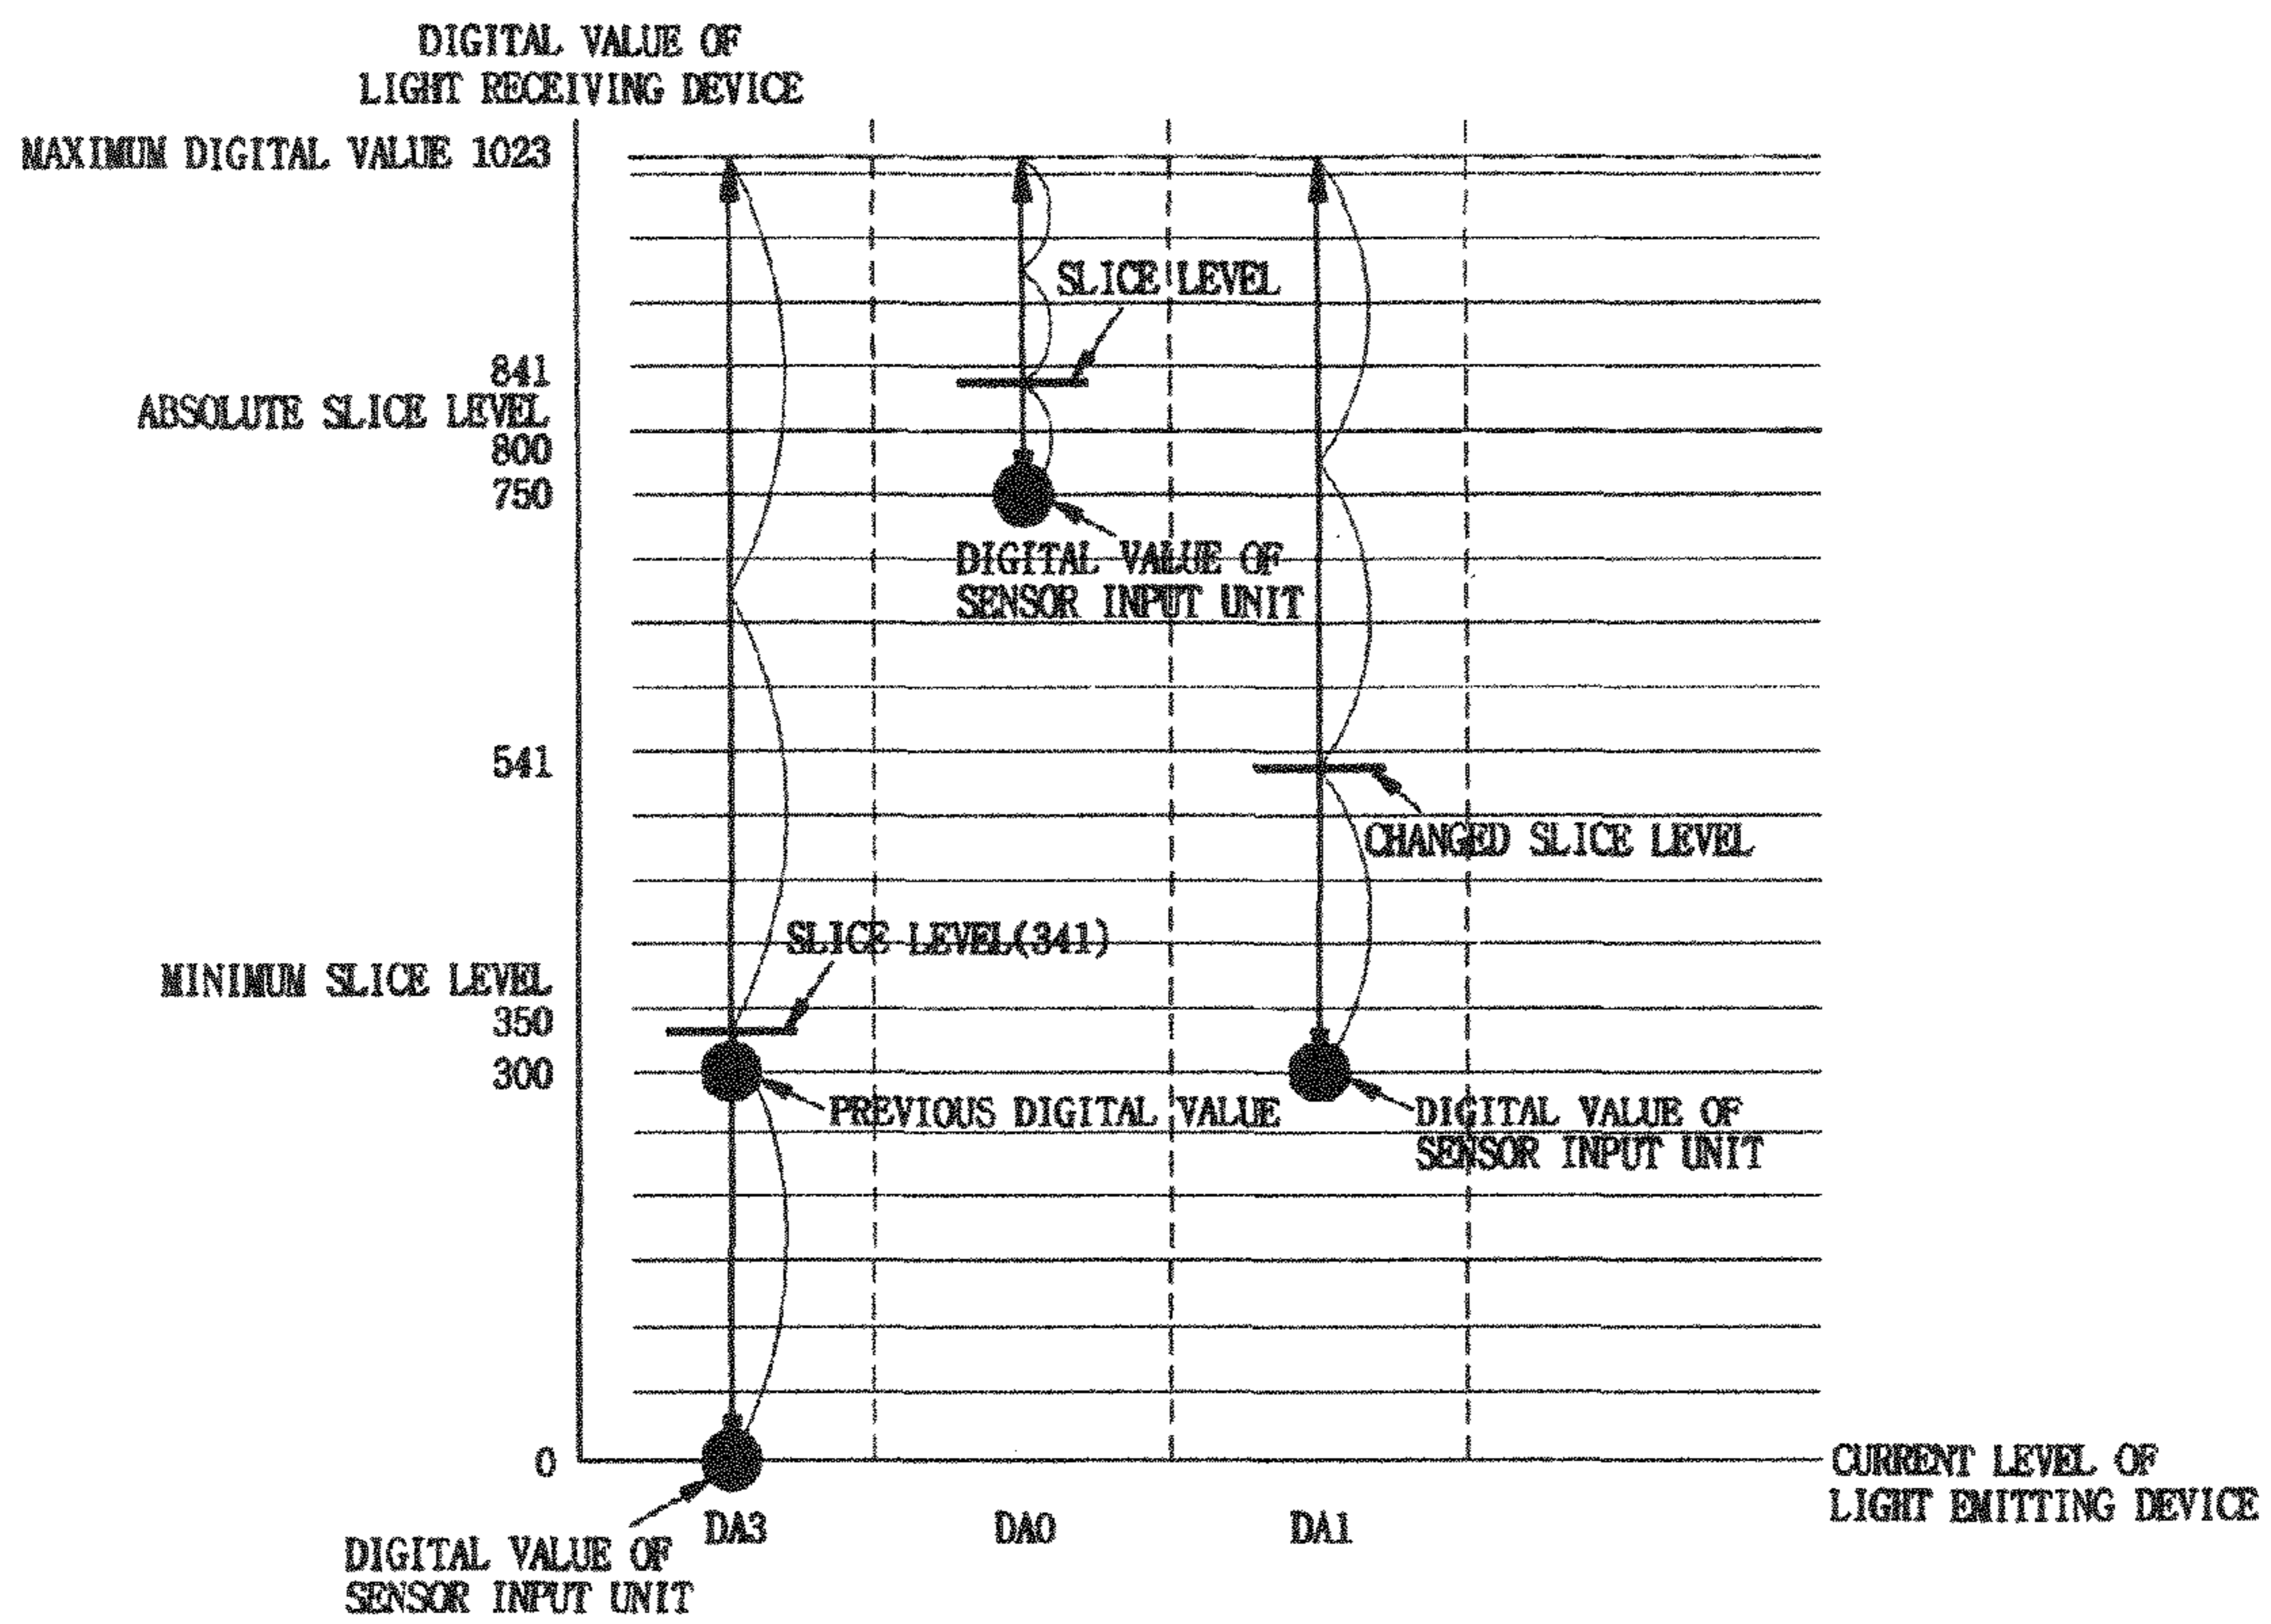 DIGITAL VALUE OF
LIGHT RECEIVING DEVICE
MAXIMUM DIGITAL VALUE 1023
SLICE LEVEL
841
ABSOLUTE SLICE LEVEL
800
750
DIGITAL VALUE OF
SENSOR INPUT UNIT
541
CHANGED SLICE LEVEL
SLICE LEVEL(341)
MINIMUM SLICE LEVEL
350
300
PREVIOUS DIGITAL VALUE
DIGITAL VALUE OF
SENSOR INPUT UNIT
0
CURRENT LEVEL OF
LIGHT EMITTING DEVICE
DA3 DA0 DA1
DIGITAL VALUE OF
SENSOR INPUT UNIT